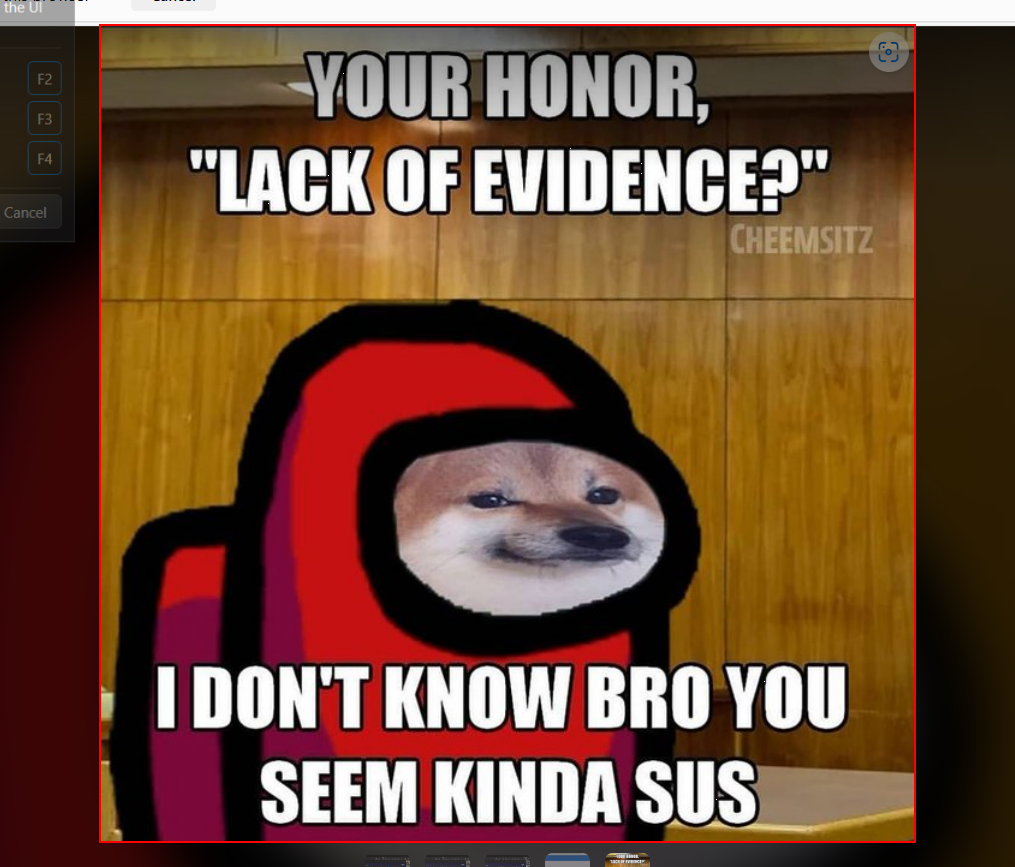 the UI
Cancel
F2
F3
F4
Cancel
YOUR HONOR,
"LACK OF EVIDENCE?"
CHEEMSITZ
I DON'T KNOW BRO YOU
SEEM KINDA SUS